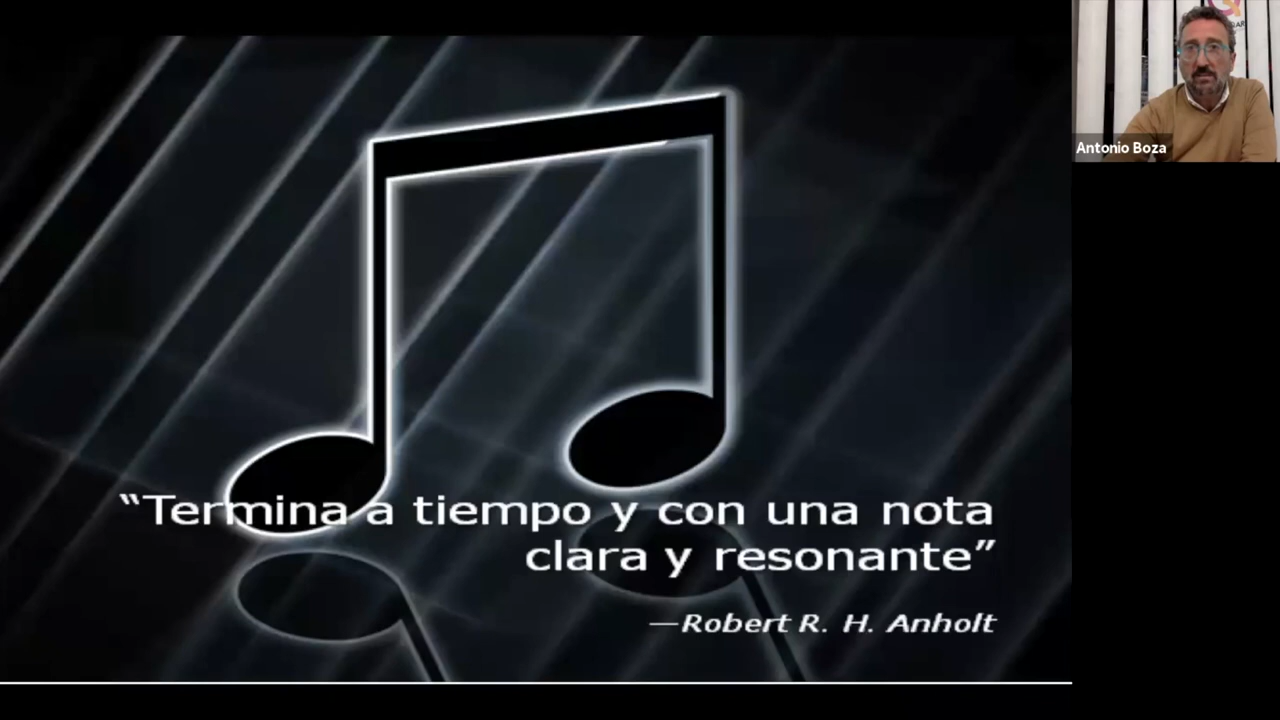 Antonio Boza
“Termina a tiempo y con una nota
clara y resonante”
—Robert R. H. Anholt